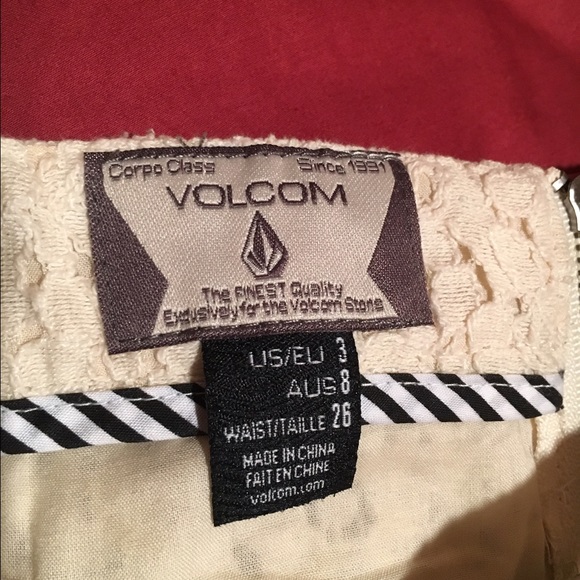 Corpo Class Since 1991
VOLCOM
The FINEST Quality
Exclusively for the Volcom Stone
US/EU 3
AUS 8
WAIST/TAILLE 26
MADE IN CHINA
FAIT EN CHINE
volcom.com